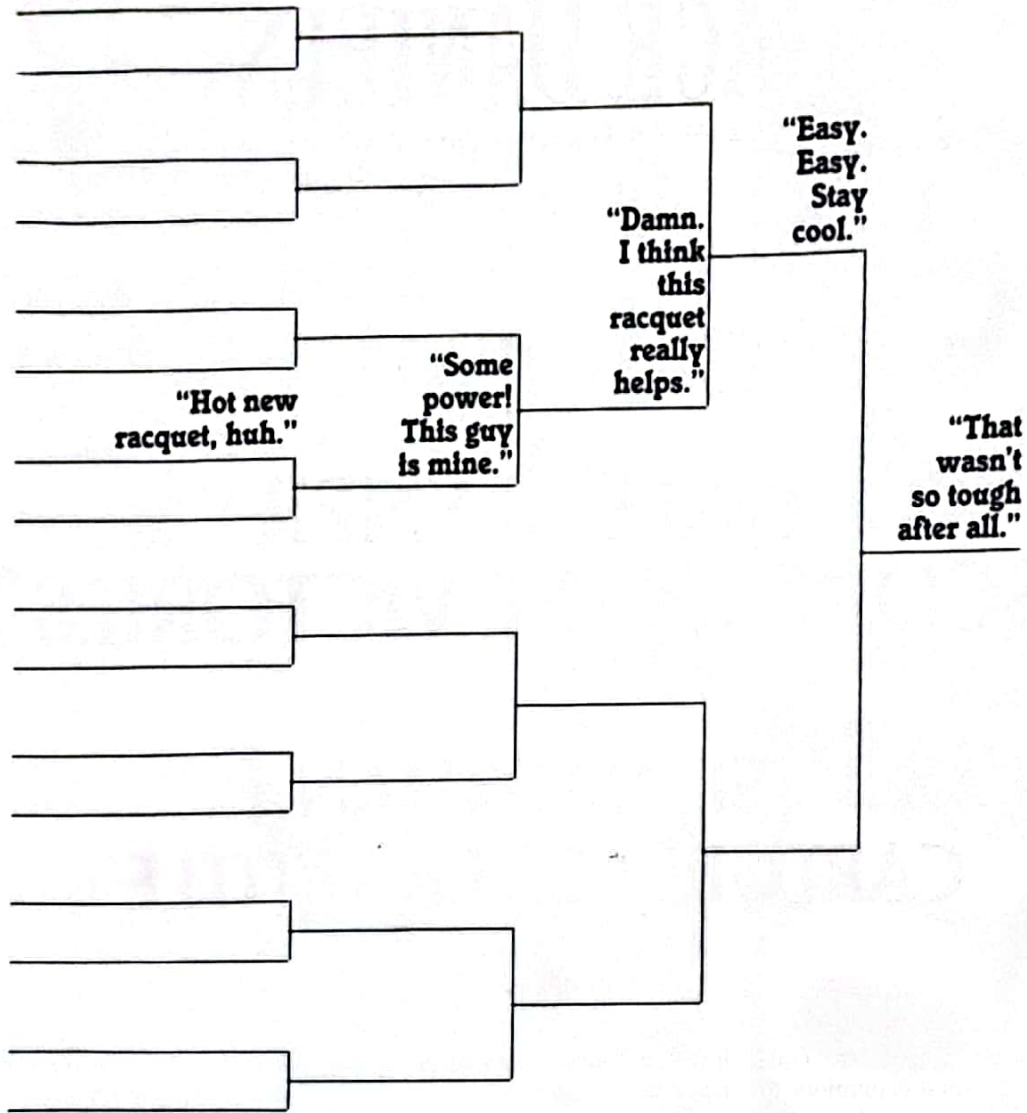 “Hot new
racquet, huh.”
“Some
power!
This guy
is mine.”
“Damn.
I think
this
racquet
really
helps.”
“Easy.
Easy.
Stay
cool.”
“That
wasn't
so tough
after all.”